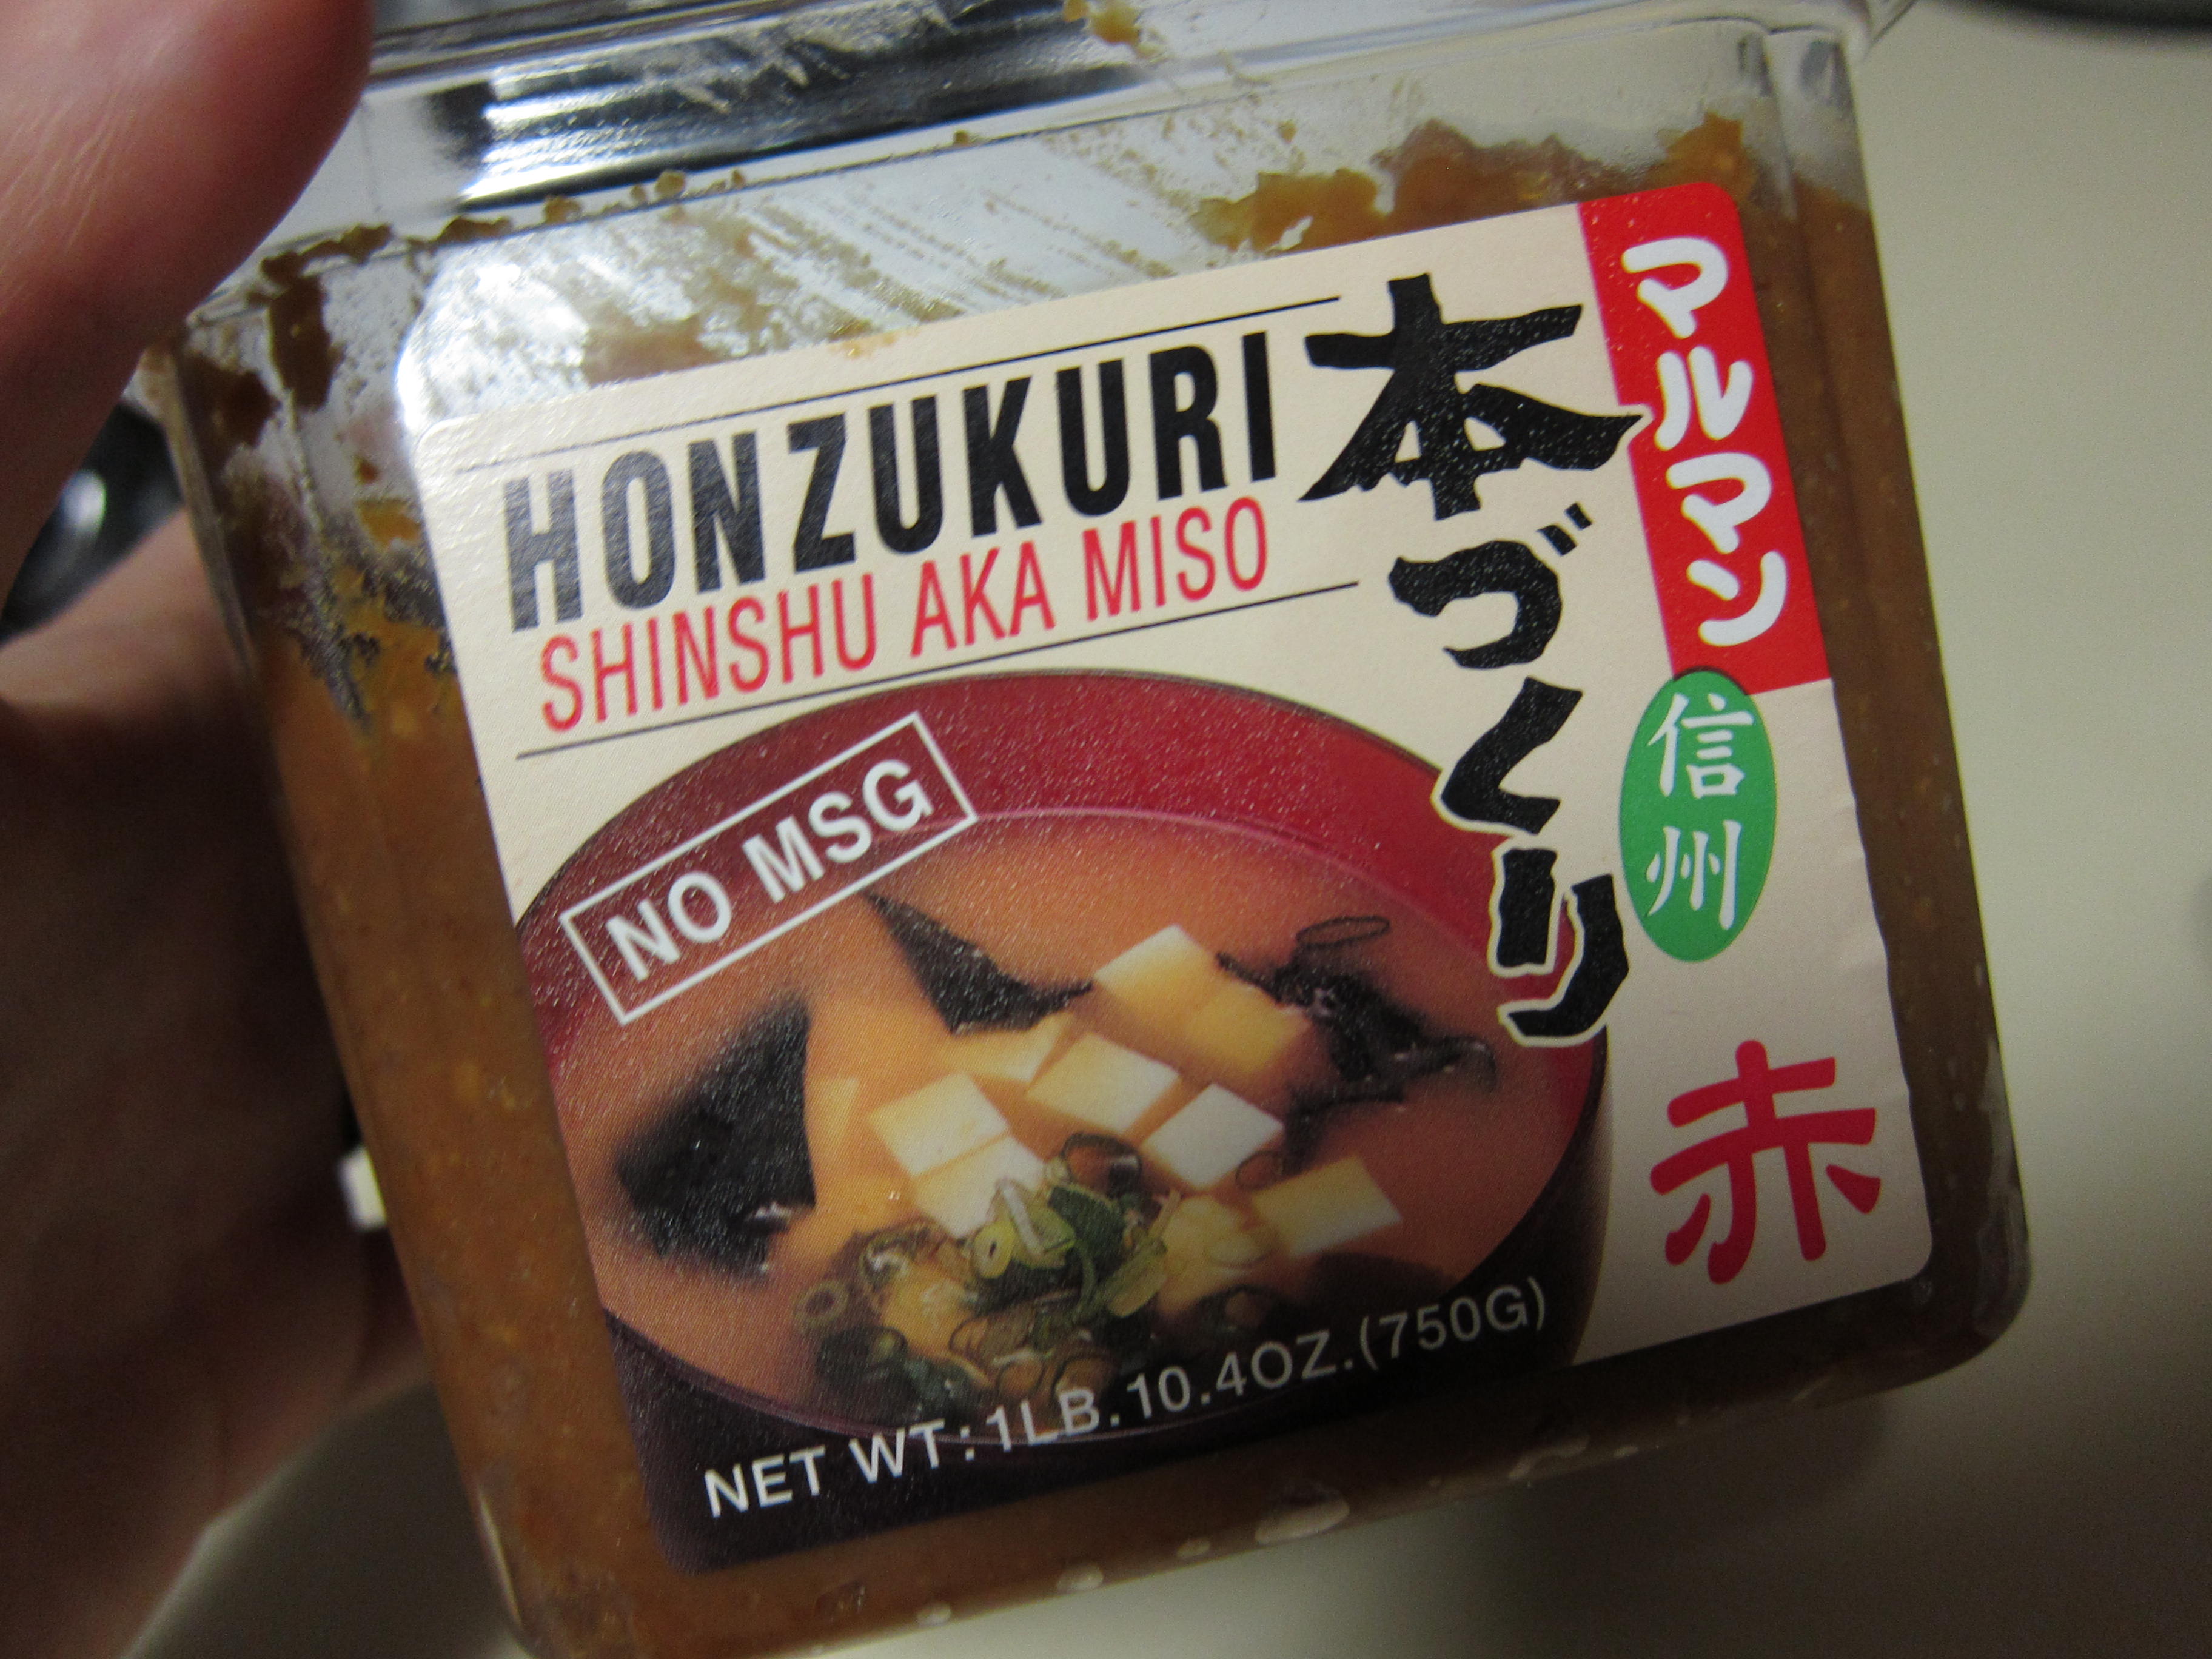 HONZUKURI
SHINSHU AKA MISO
NO MSG
本づくり
マルマン
信州
赤
NET WT:1LB.10.4OZ.(750G)